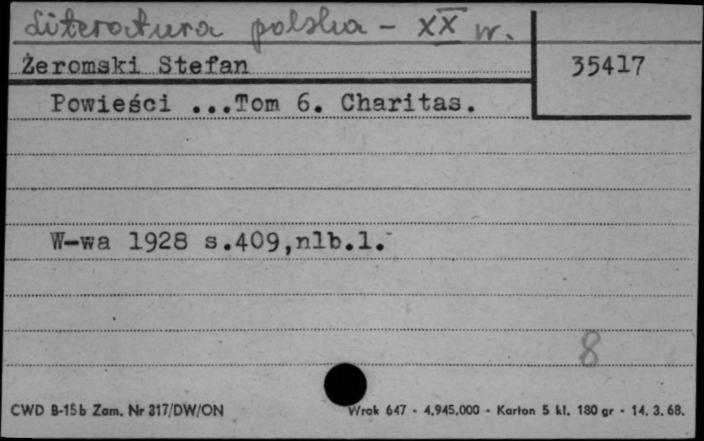 Literatura polska - XX w.
Żeromski Stefan
35417
Powieści ...Tom 6. Charitas.
W-wa 1928 s.409,nlb.1.
8
CWD B-15b Zam. Nr 317/DW/ON Wrak 647 - 4.945.000 - Karton 5 kl. 180 gr - 14. 3. 68.